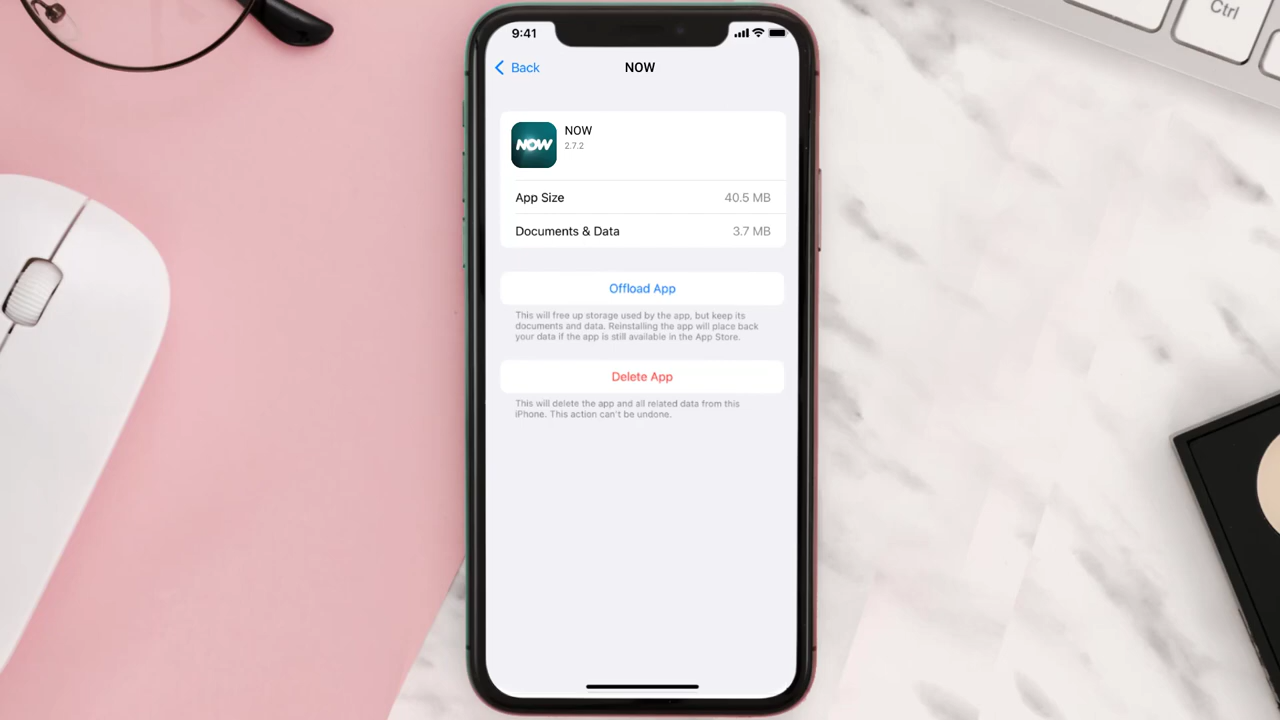 Ctrl
9:41
Back
NOW
NOW
NOW
2.7.2
App Size
40.5 MB
Documents & Data
3.7 MB
Offload App
This will free up storage used by the app, but keep its
documents and data. Reinstalling the app will place back
your data if the app is still available in the App Store.
Delete App
This will delete the app and all related data from this
iPhone. This action can't be undone.